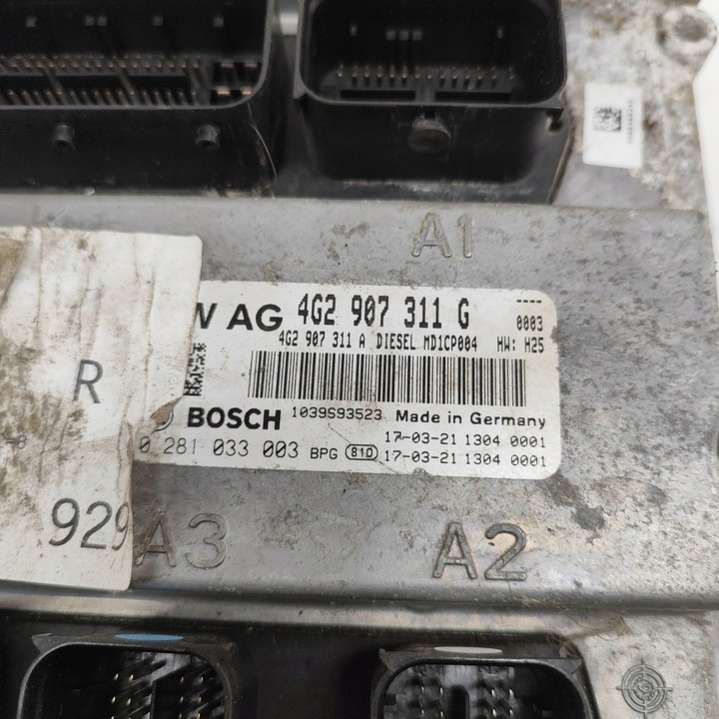 A1
W AG 4G2 907 311 G ----
0003
4G2 907 311 A DIESEL MD1CP004 HW: H25
R
BOSCH 1039S93523 Made in Germany
17-03-21 1304 0001
0 281 033 003 BPG 810 17-03-21 1304 0001
929
A3
A2